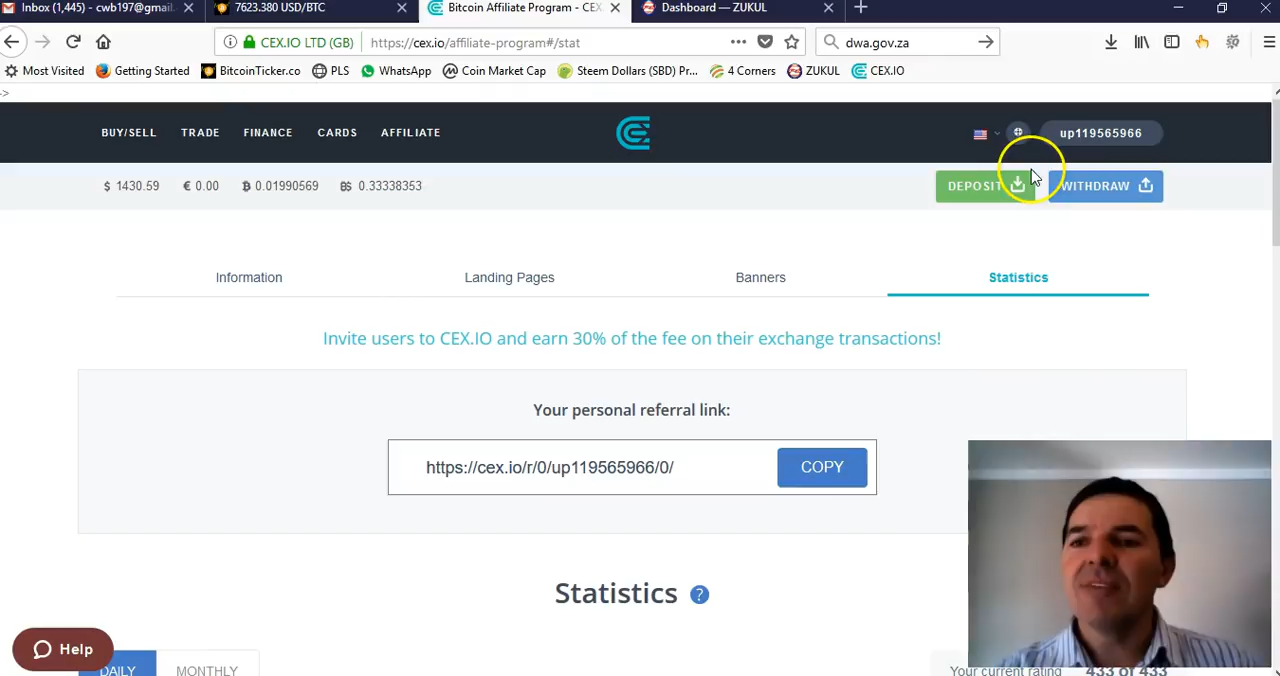 Inbox (1,445) - cwb197@gmail.
7623.380 USD/BTC
Bitcoin Affiliate Program - CEX.
Dashboard — ZUKUL
CEX.IO LTD (GB)
https://cex.io/affiliate-program#/stat
dwa.gov.za
Most Visited
Getting Started
BitcoinTicker.co
PLS
WhatsApp
Coin Market Cap
Steem Dollars (SBD) Pr...
4 Corners
ZUKUL
CEX.IO
->
BUY/SELL
TRADE
FINANCE
CARDS
AFFILIATE
up119565966
$ 1430.59
€ 0.00
₿ 0.01990569
BS 0.33338353
DEPOSIT
WITHDRAW
Information
Landing Pages
Banners
Statistics
Invite users to CEX.IO and earn 30% of the fee on their exchange transactions!
Your personal referral link:
https://cex.io/r/0/up119565966/0/
COPY
Statistics ?
Help
DAILY
MONTHLY
Your current rating
433 of 433